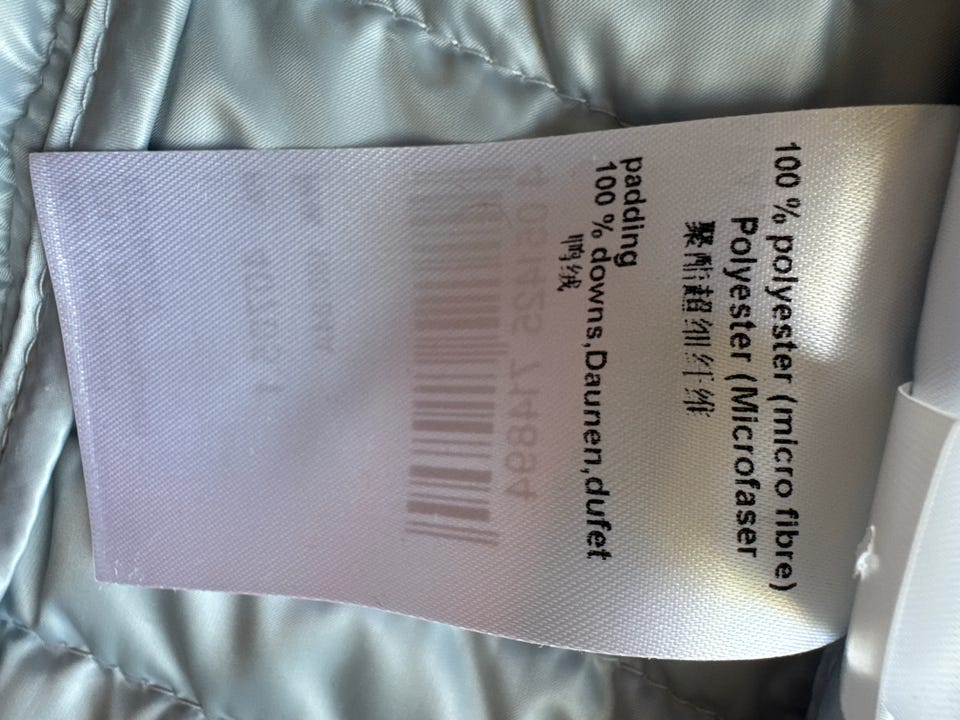 100 % polyester (micro fibre)
Polyester (Microfaser
聚酯超细纤维
padding
100 % downs,Daunen,dufet
鸭绒